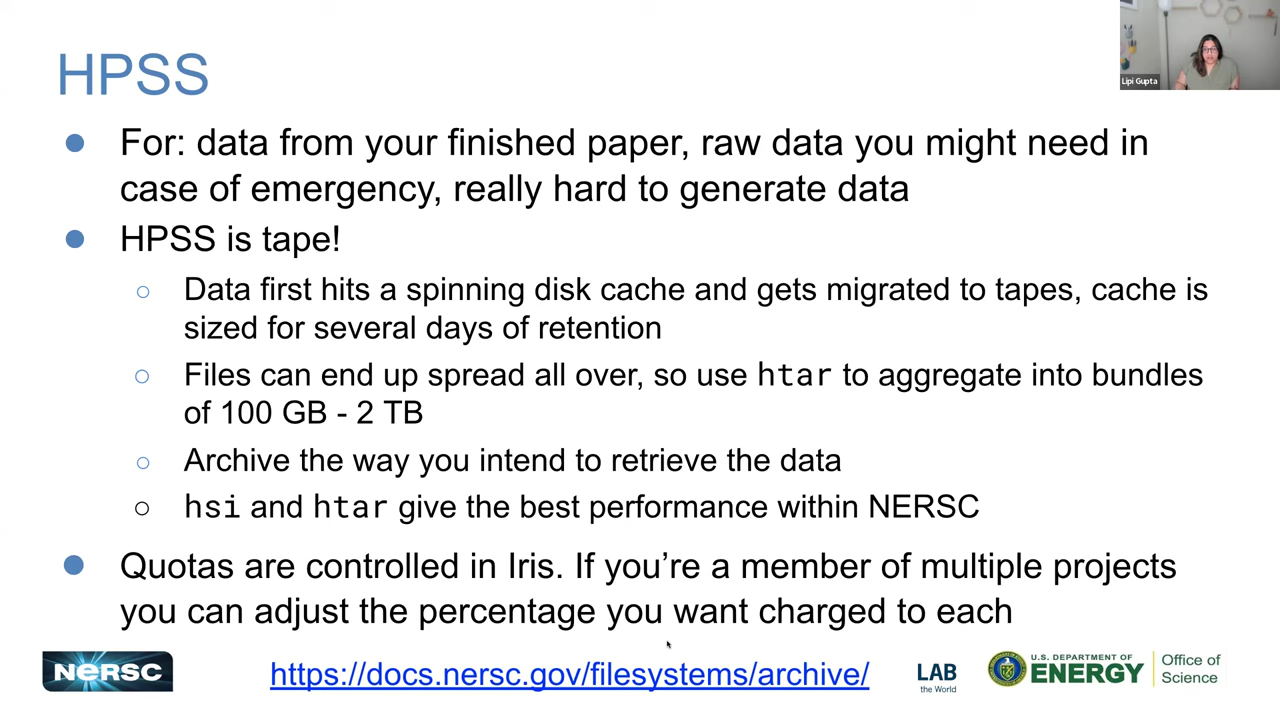 HPSS
Lipi Gupta
● For: data from your finished paper, raw data you might need in
case of emergency, really hard to generate data
● HPSS is tape!
○ Data first hits a spinning disk cache and gets migrated to tapes, cache is
sized for several days of retention
○ Files can end up spread all over, so use htar to aggregate into bundles
of 100 GB - 2 TB
○ Archive the way you intend to retrieve the data
○ hsi and htar give the best performance within NERSC
● Quotas are controlled in Iris. If you’re a member of multiple projects
you can adjust the percentage you want charged to each
NERSC
https://docs.nersc.gov/filesystems/archive/
LAB
the World
U.S. DEPARTMENT OF
ENERGY
Office of
Science